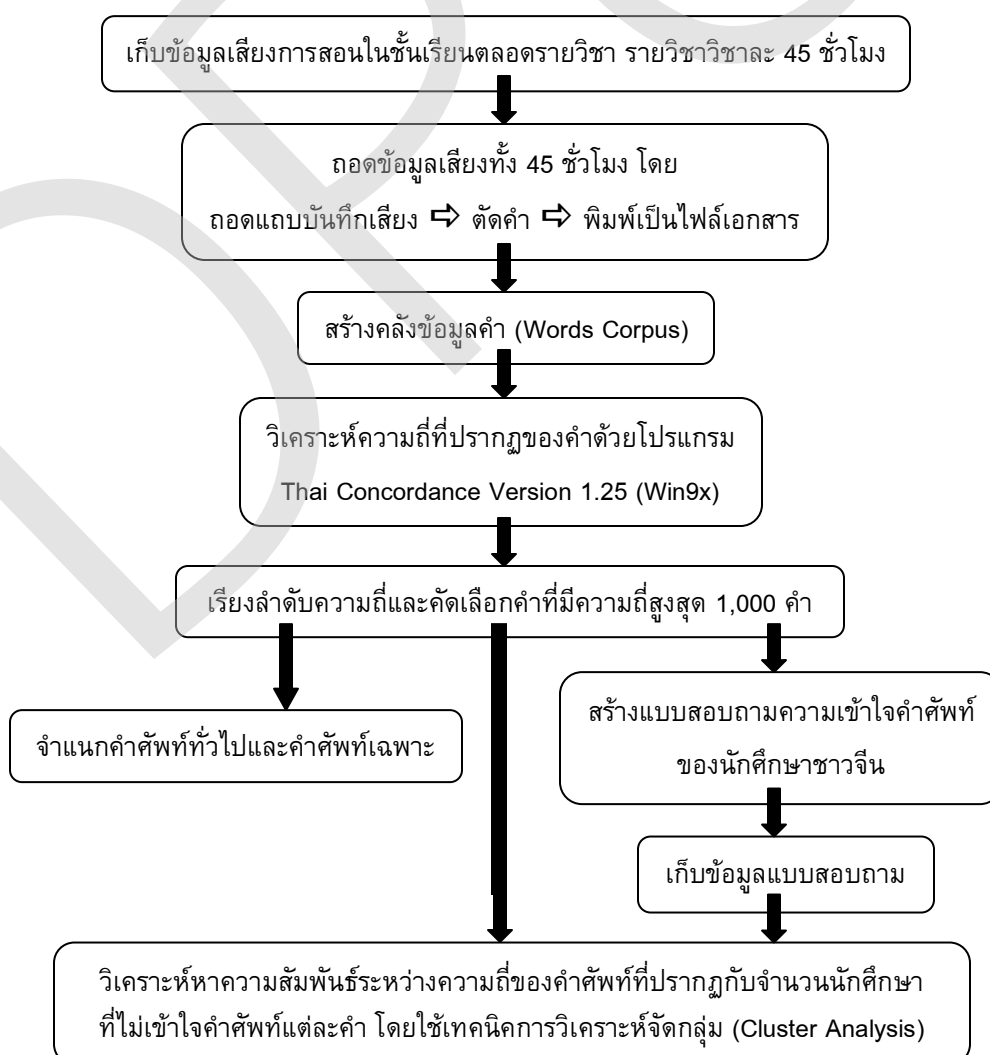 เก็บข้อมูลเสียงการสอนในชั้นเรียนตลอดรายวิชา รายวิชาวิชาละ 45 ชั่วโมง
ถอดข้อมูลเสียงทั้ง 45 ชั่วโมง โดย
ถอดแถบบันทึกเสียง ⇨ ตัดคำ ⇨ พิมพ์เป็นไฟล์เอกสาร
สร้างคลังข้อมูลคำ (Words Corpus)
วิเคราะห์ความถี่ที่ปรากฏของคำด้วยโปรแกรม
Thai Concordance Version 1.25 (Win9x)
เรียงลำดับความถี่และคัดเลือกคำที่มีความถี่สูงสุด 1,000 คำ
จำแนกคำศัพท์ทั่วไปและคำศัพท์เฉพาะ
สร้างแบบสอบถามความเข้าใจคำศัพท์
ของนักศึกษาชาวจีน
เก็บข้อมูลแบบสอบถาม
วิเคราะห์หาความสัมพันธ์ระหว่างความถี่ของคำศัพท์ที่ปรากฏกับจำนวนนักศึกษา
ที่ไม่เข้าใจคำศัพท์แต่ละคำ โดยใช้เทคนิคการวิเคราะห์จัดกลุ่ม (Cluster Analysis)